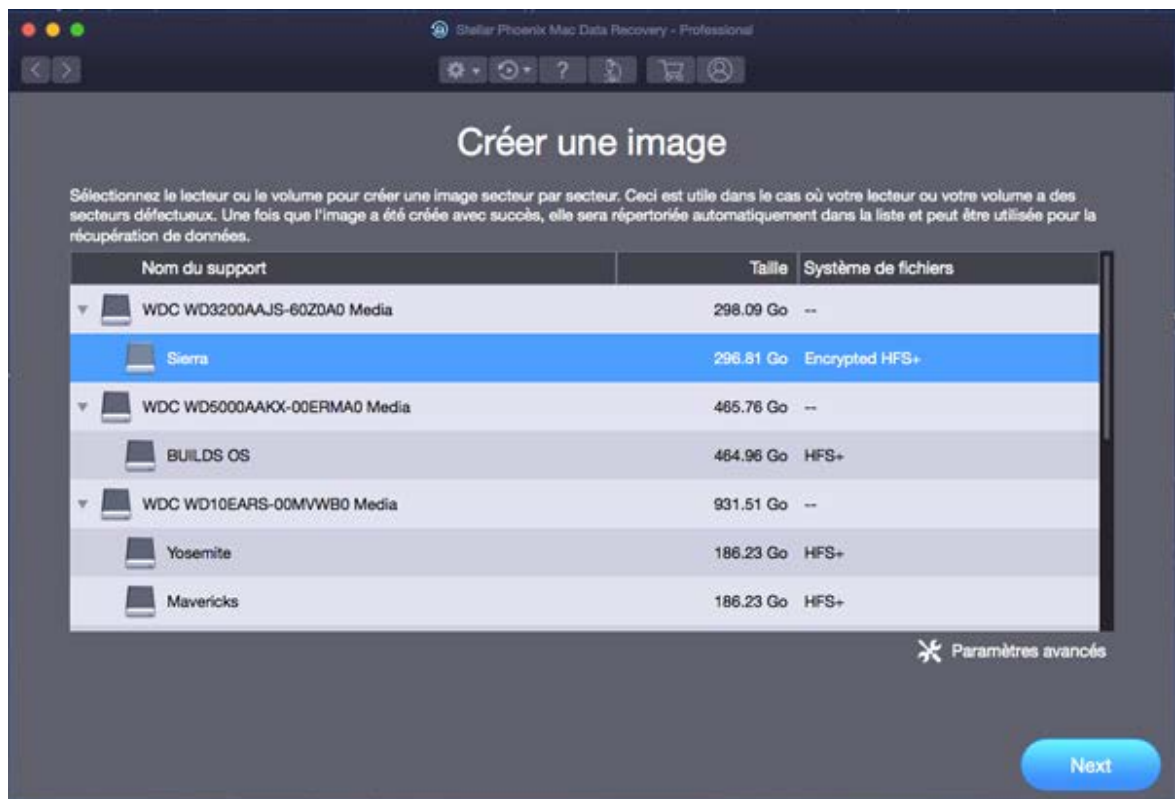 Stellar Phoenix Mac Data Recovery - Professional
?
Créer une image
Sélectionnez le lecteur ou le volume pour créer une image secteur par secteur. Ceci est utile dans le cas où votre lecteur ou votre volume a des
secteurs défectueux. Une fois que l'image a été créée avec succès, elle sera répertoriée automatiquement dans la liste et peut être utilisée pour la
récupération de données.
Nom du support Taille Système de fichiers
WDC WD3200AAJS-60Z0A0 Media 298.09 Go --
Sierra 296.81 Go Encrypted HFS+
WDC WD5000AAKX-00ERMA0 Media 465.76 Go --
BUILDS OS 464.96 Go HFS+
WDC WD10EARS-00MVWB0 Media 931.51 Go --
Yosemite 186.23 Go HFS+
Mavericks 186.23 Go HFS+
Paramètres avancés
Next